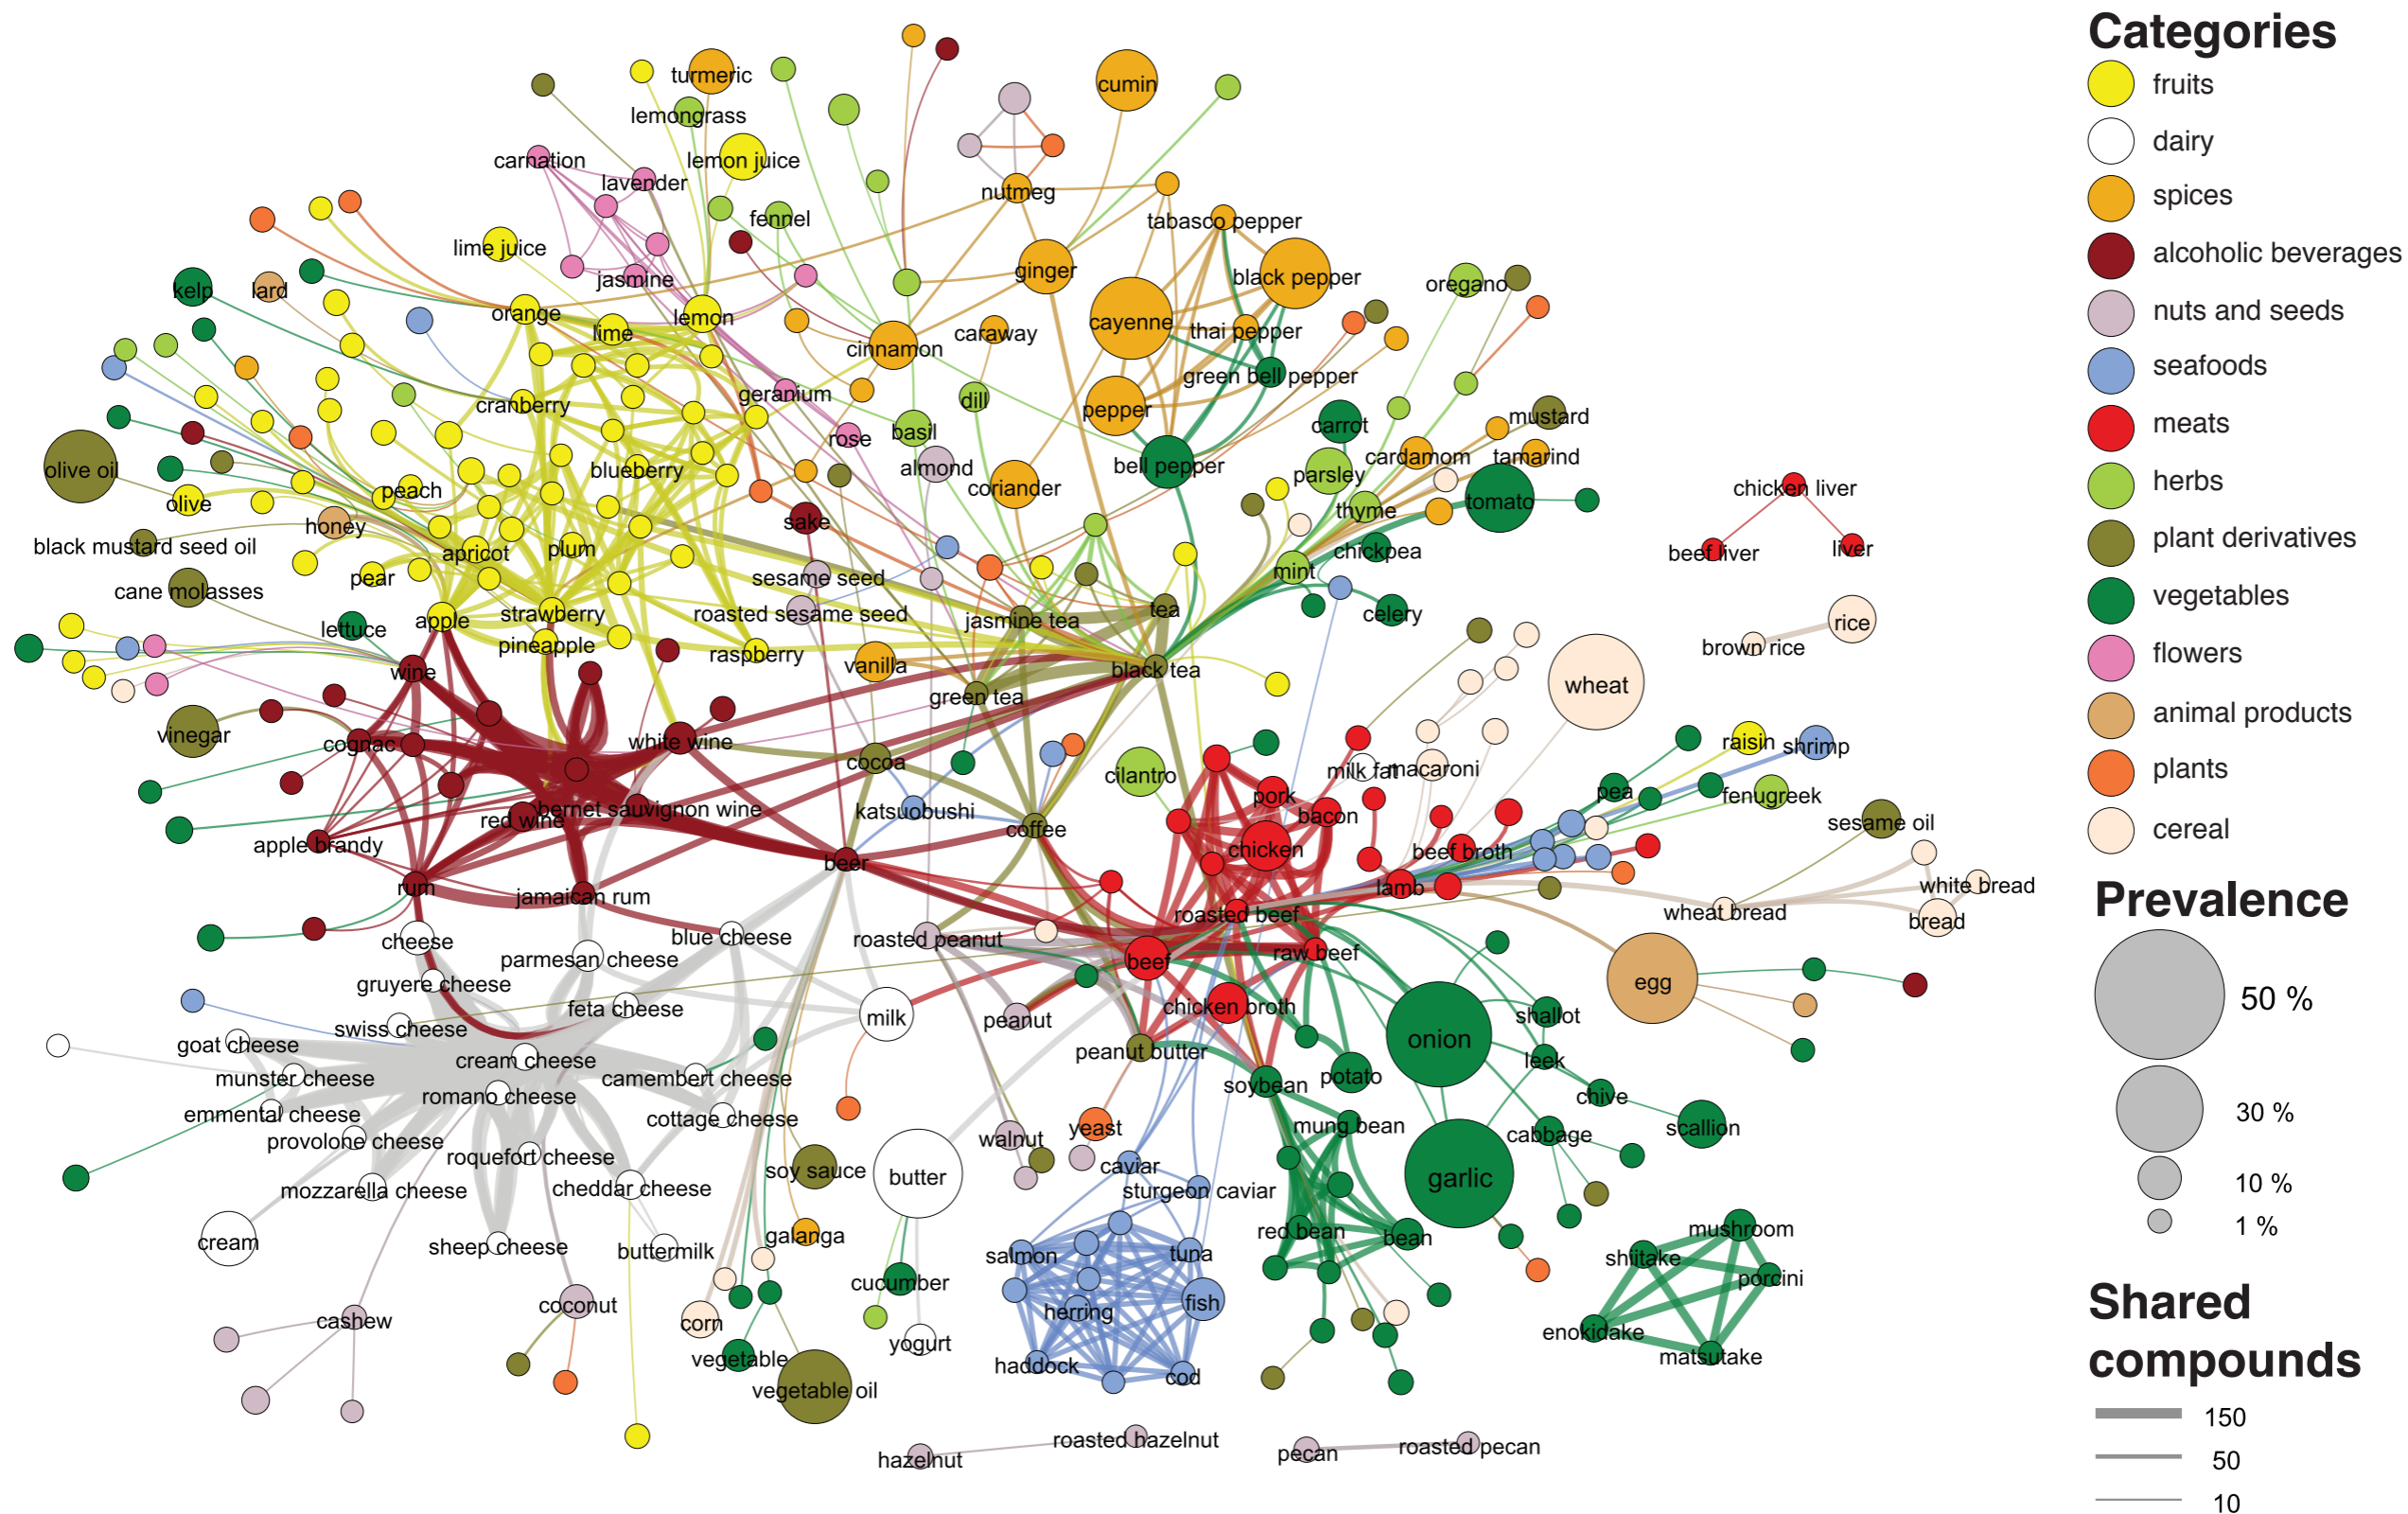 turmeric
cumin
lemongrass
carnation
lemon juice
lavender
nutmeg
fennel
tabasco pepper
lime juice
ginger
black pepper
jasmine
oregano
kelp
lard
orange
lemon
lime
cayenne
thai pepper
caraway
cinnamon
green bell pepper
geranium
dill
cranberry
pepper
mustard
carrot
rose
basil
cardamom
tamarind
olive oil
blueberry
almond
bell pepper
parsley
coriander
chicken liver
peach
olive
tomato
thyme
honey
sake
black mustard seed oil
apricot
plum
chickpea
beef liver
liver
pear
sesame seed
mint
cane molasses
apple
strawberry
roasted sesame seed
jasmine tea
tea
celery
rice
lettuce
pineapple
raspberry
brown rice
wine
vanilla
black tea
green tea
wheat
vinegar
cognac
white wine
raisin
shrimp
cocoa
cilantro
milk fat
macaroni
pork
pea
fenugreek
bernet sauvignon wine
katsuobushi
bacon
red wine
coffee
sesame oil
apple brandy
beer
chicken
beef broth
rum
jamaican rum
lamb
white bread
roasted beef
wheat bread
bread
cheese
blue cheese
roasted peanut
parmesan cheese
beef
raw beef
egg
gruyere cheese
feta cheese
chicken broth
swiss cheese
milk
peanut
shallot
goat cheese
onion
cream cheese
peanut butter
leek
munster cheese
camembert cheese
soybean
potato
romano cheese
chive
emmental cheese
cottage cheese
provolone cheese
walnut
yeast
mung bean
cabbage
scallion
roquefort cheese
caviar
soy sauce
butter
garlic
mozzarella cheese
cheddar cheese
sturgeon caviar
cream
sheep cheese
buttermilk
galanga
salmon
tuna
red bean
bean
mushroom
shiitake
porcini
cucumber
coconut
cashew
corn
herring
fish
enokidake
yogurt
vegetable
haddock
cod
matsutake
vegetable oil
hazelnut
roasted hazelnut
pecan
roasted pecan
Categories
fruits
dairy
spices
alcoholic beverages
nuts and seeds
seafoods
meats
herbs
plant derivatives
vegetables
flowers
animal products
plants
cereal
Prevalence
50 %
30 %
10 %
1 %
Shared
compounds
150
50
10